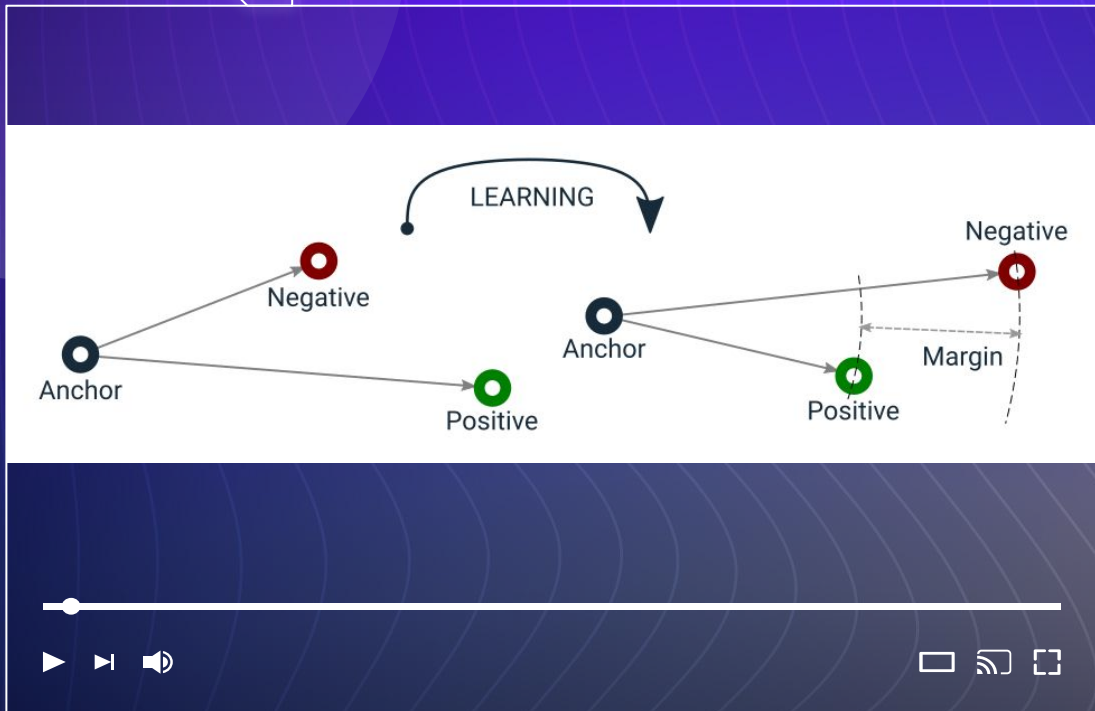 LEARNING
Negative
Anchor
Positive
Negative
Anchor
Margin
Positive